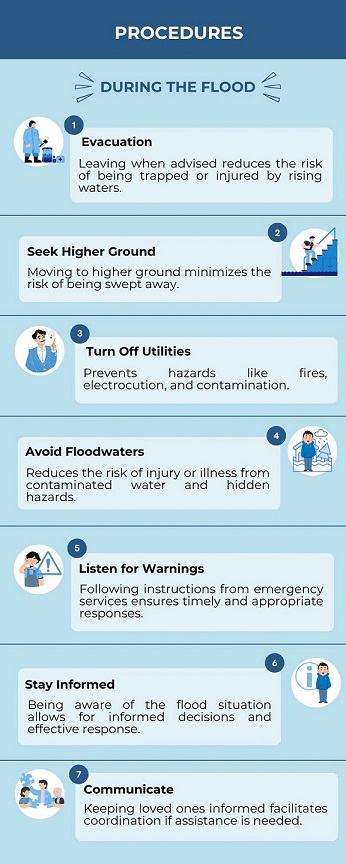 PROCEDURES
DURING THE FLOOD
1
Evacuation
Leaving when advised reduces the risk
of being trapped or injured by rising
waters.
2
Seek Higher Ground
Moving to higher ground minimizes the
risk of being swept away.
3
Turn Off Utilities
Prevents hazards like fires,
electrocution, and contamination.
4
Avoid Floodwaters
Reduces the risk of injury or illness from
contaminated water and hidden
hazards.
5
Listen for Warnings
Following instructions from emergency
services ensures timely and appropriate
responses.
6
Stay Informed
Being aware of the flood situation
allows for informed decisions and
effective response.
7
Communicate
Keeping loved ones informed facilitates
coordination if assistance is needed.